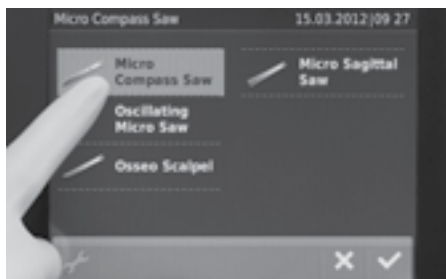 Micro Compass Saw 15.03.2012|09 27
Micro
Compass Saw
Micro Sagittal
Saw
Oscillating
Micro Saw
Osseo Scalpel